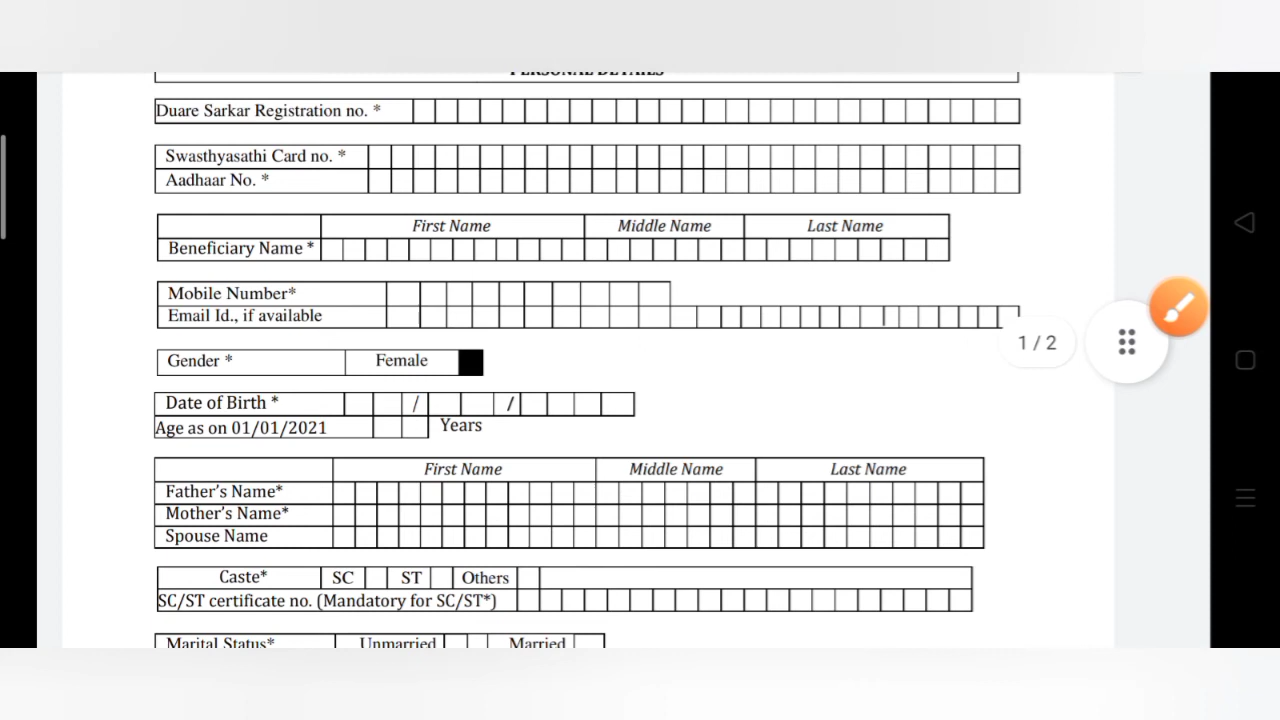 PERSONAL DETAILS
Duare Sarkar Registration no. *
Swasthyasathi Card no. *
Aadhaar No. *
First Name Middle Name Last Name
Beneficiary Name *
Mobile Number*
Email Id., if available
1 / 2
Gender * Female
Date of Birth * / /
Age as on 01/01/2021 Years
First Name Middle Name Last Name
Father's Name*
Mother's Name*
Spouse Name
Caste* SC ST Others
SC/ST certificate no. (Mandatory for SC/ST*)
Marital Status* Unmarried Married